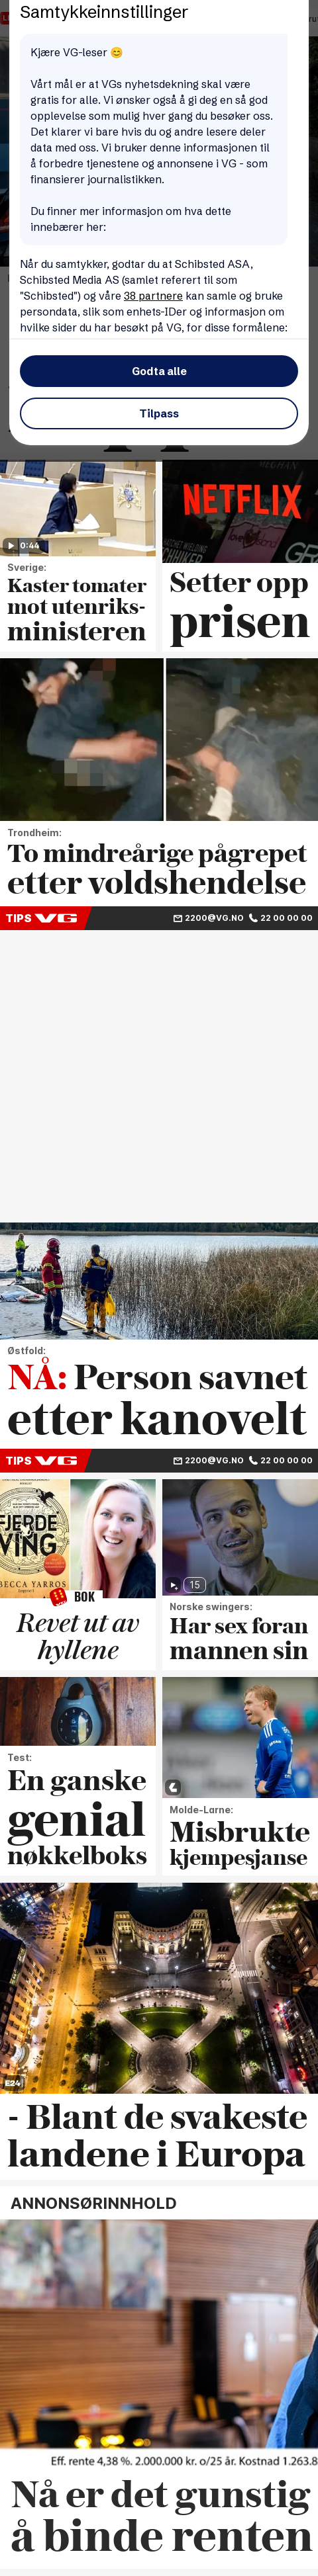 Samtykkeinnstillinger
Kjære VG-leser 😊
Vårt mål er at VGs nyhetsdekning skal være
gratis for alle. Vi ønsker også å gi deg en så god
opplevelse som mulig hver gang du besøker oss.
Det klarer vi bare hvis du og andre lesere deler
data med oss. Vi bruker denne informasjonen til
å forbedre tjenestene og annonsene i VG - som
finansierer journalistikken.
Du finner mer informasjon om hva dette
innebærer her:
Når du samtykker, godtar du at Schibsted ASA,
Schibsted Media AS (samlet referert til som
"Schibsted") og våre 38 partnere kan samle og bruke
persondata, slik som enhets-IDer og informasjon om
hvilke sider du har besøkt på VG, for disse formålene:
Godta alle
Tilpass
0:44
Sverige:
Kaster tomater
mot utenriks-
ministeren
NETFLIX
Setter opp
prisen
Trondheim:
To mindreårige pågrepet
etter voldshendelse
TIPS VG 2200@VG.NO 22 00 00 00
Østfold:
NÅ: Person savnet
etter kanovelt
TIPS VG 2200@VG.NO 22 00 00 00
FJERDE
VING
REBECCA YARROS
BOK
Revet ut av
hyllene
15
Norske swingers:
Har sex foran
mannen sin
Test:
En ganske
genial
nøkkelboks
Molde-Larne:
Misbrukte
kjempesjanse
E24
- Blant de svakeste
landene i Europa
ANNONSØRINNHOLD
Eff. rente 4,38 %. 2.000.000 kr. o/25 år. Kostnad 1.263.8
Nå er det gunstig
å binde renten